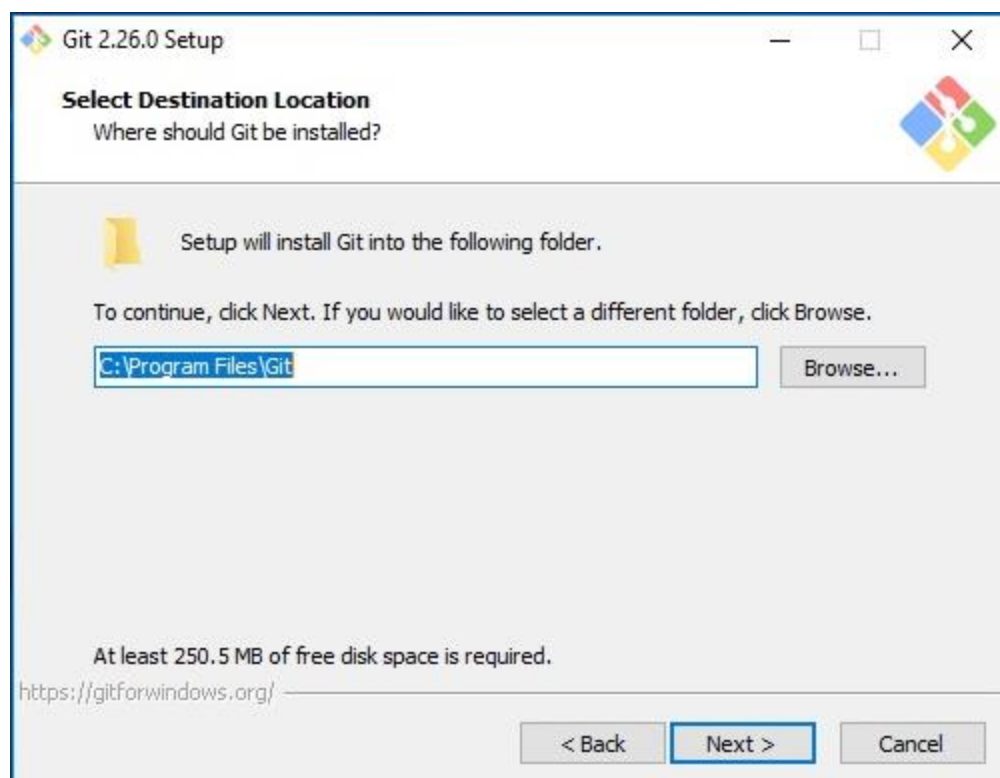 Git 2.26.0 Setup
Select Destination Location
Where should Git be installed?
Setup will install Git into the following folder.
To continue, click Next. If you would like to select a different folder, click Browse.
C:\Program Files\Git
Browse...
At least 250.5 MB of free disk space is required.
https://gitforwindows.org/
< Back
Next >
Cancel